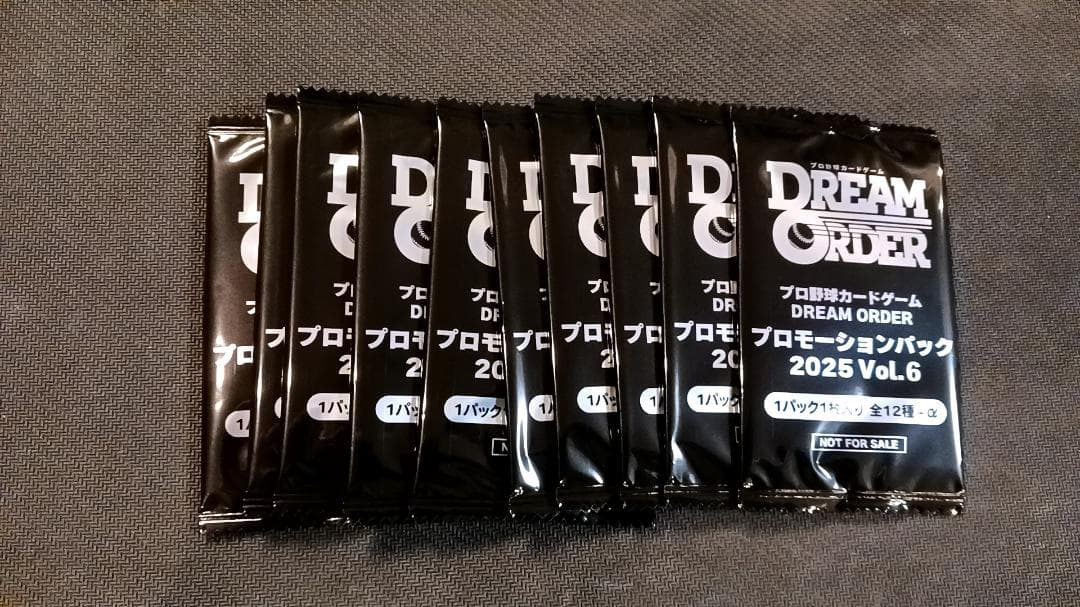 プロ野球カードゲーム
DREAM
ORDER
プロ野球カードゲーム
DREAM ORDER
プロモーションパック
2025 Vol.6
1パック1枚入り 全12種+α
NOT FOR SALE